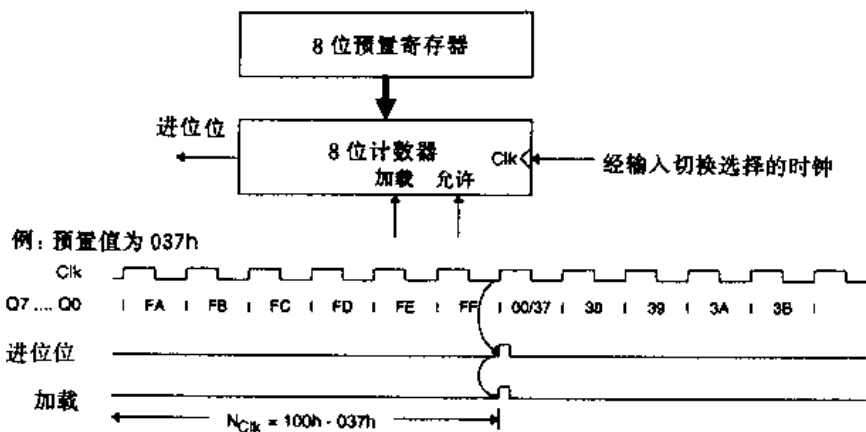 8 位预置寄存器
进位位
8 位计数器
Clk
加载 允许
经输入切换选择的时钟
例: 预置值为 037h
Clk
Q7 .... Q0 FA FB FC FD FE FF 00/37 38 39 3A 3B
进位位
加载
NClk = 100h - 037h